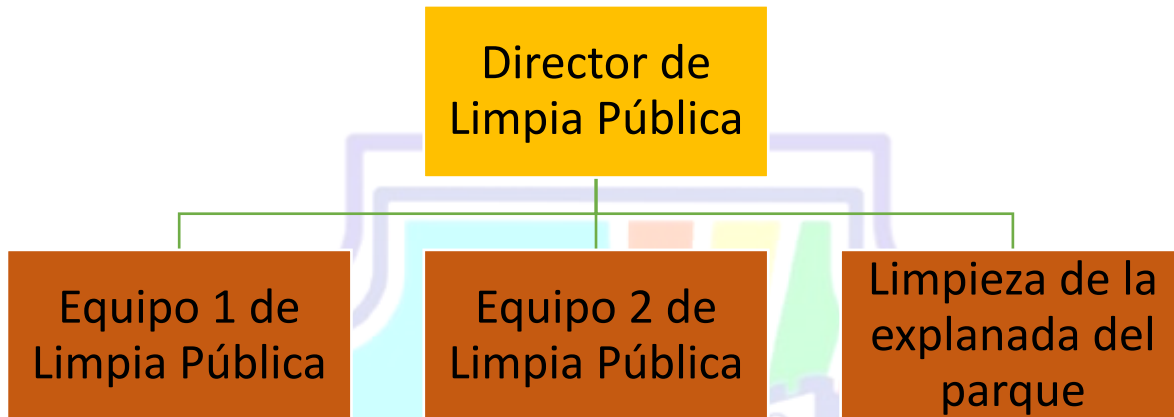 Director de
Limpia Pública
Equipo 1 de
Limpia Pública
Equipo 2 de
Limpia Pública
Limpieza de la
explanada del
parque